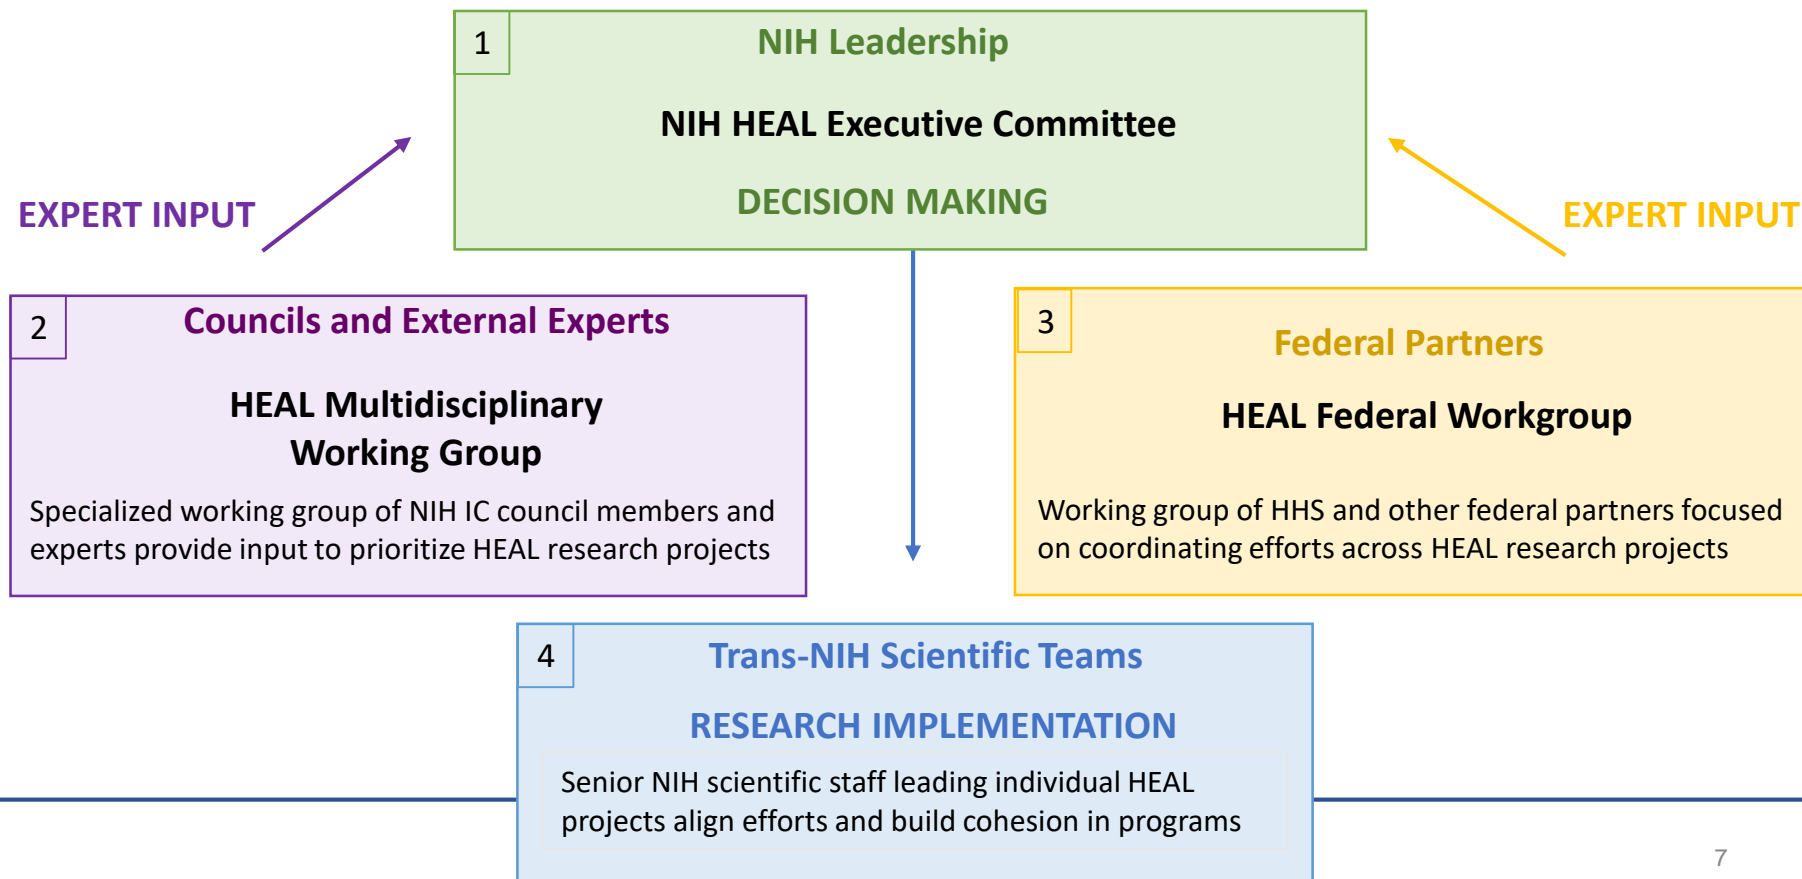 1
NIH Leadership
NIH HEAL Executive Committee
DECISION MAKING
EXPERT INPUT
EXPERT INPUT
2
Councils and External Experts
HEAL Multidisciplinary
Working Group
Specialized working group of NIH IC council members and
experts provide input to prioritize HEAL research projects
3
Federal Partners
HEAL Federal Workgroup
Working group of HHS and other federal partners focused
on coordinating efforts across HEAL research projects
4
Trans-NIH Scientific Teams
RESEARCH IMPLEMENTATION
Senior NIH scientific staff leading individual HEAL
projects align efforts and build cohesion in programs
7